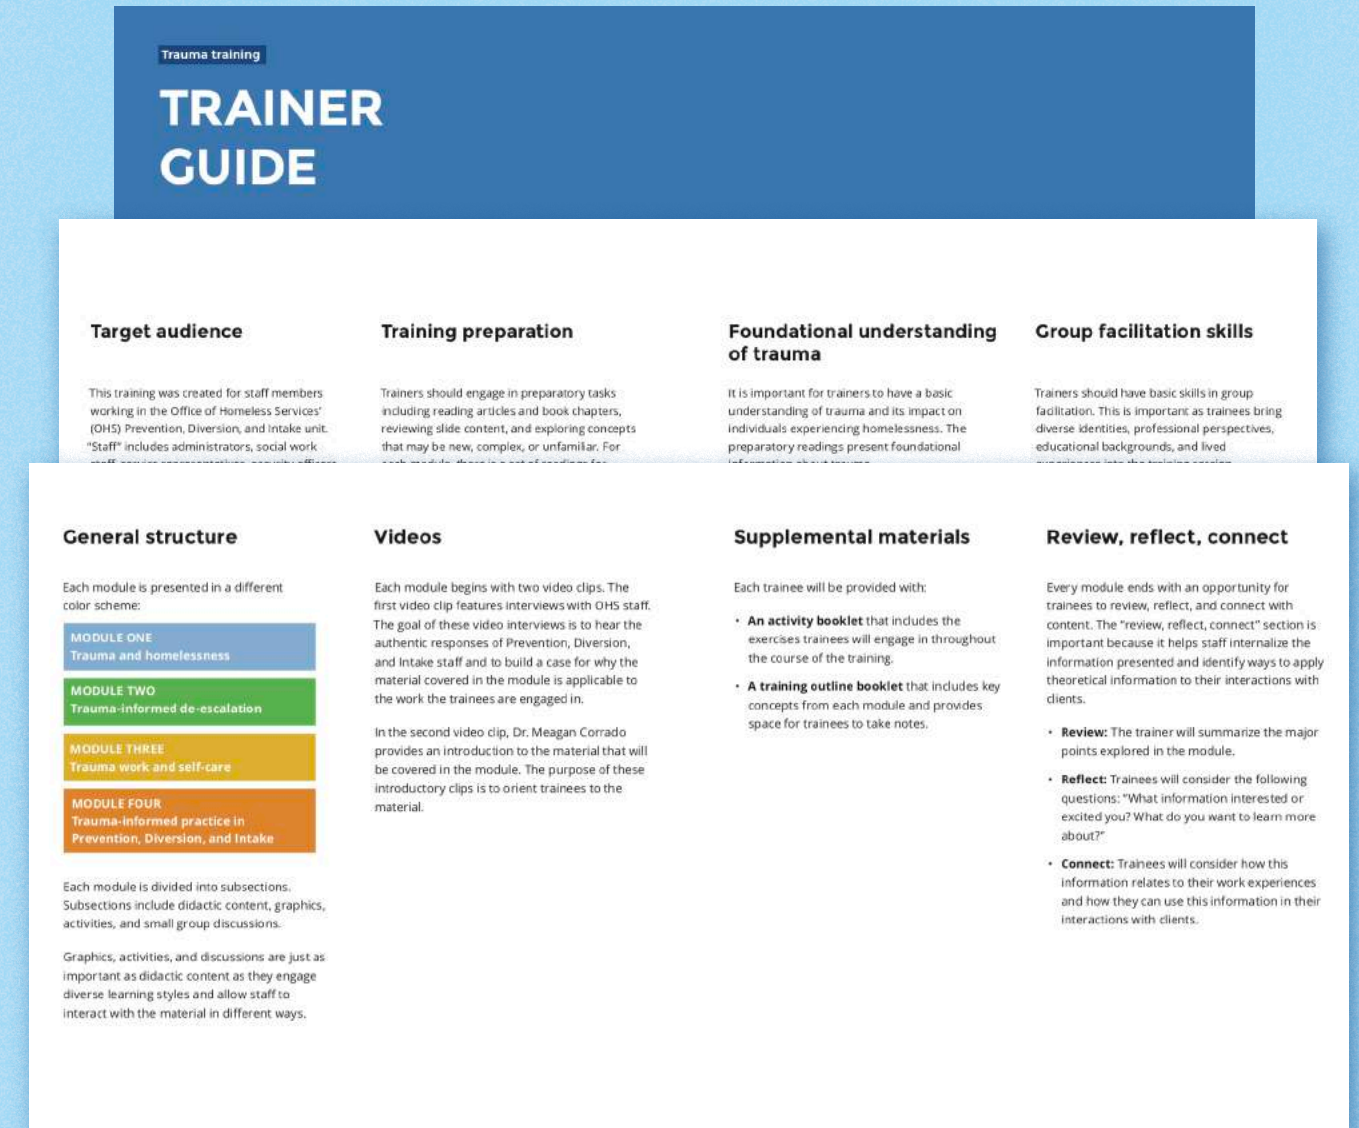 Trauma training
TRAINER
GUIDE
Target audience
This training was created for staff members
working in the Office of Homeless Services’
(OHS) Prevention, Diversion, and Intake unit.
“Staff” includes administrators, social work
Training preparation
Trainers should engage in preparatory tasks
including reading articles and book chapters,
reviewing slide content, and exploring concepts
that may be new, complex, or unfamiliar. For
Foundational understanding
of trauma
It is important for trainers to have a basic
understanding of trauma and its impact on
individuals experiencing homelessness. The
preparatory readings present foundational
Group facilitation skills
Trainers should have basic skills in group
facilitation. This is important as trainees bring
diverse identities, professional perspectives,
educational backgrounds, and lived
General structure
Each module is presented in a different
color scheme:
MODULE ONE
Trauma and homelessness
MODULE TWO
Trauma-informed de-escalation
MODULE THREE
Trauma work and self-care
MODULE FOUR
Trauma-informed practice in
Prevention, Diversion, and Intake
Each module is divided into subsections.
Subsections include didactic content, graphics,
activities, and small group discussions.
Graphics, activities, and discussions are just as
important as didactic content as they engage
diverse learning styles and allow staff to
interact with the material in different ways.
Videos
Each module begins with two video clips. The
first video clip features interviews with OHS staff.
The goal of these video interviews is to hear the
authentic responses of Prevention, Diversion,
and Intake staff and to build a case for why the
material covered in the module is applicable to
the work the trainees are engaged in.
In the second video clip, Dr. Meagan Corrado
provides an introduction to the material that will
be covered in the module. The purpose of these
introductory clips is to orient trainees to the
material.
Supplemental materials
Each trainee will be provided with:
• An activity booklet that includes the
exercises trainees will engage in throughout
the course of the training.
• A training outline booklet that includes key
concepts from each module and provides
space for trainees to take notes.
Review, reflect, connect
Every module ends with an opportunity for
trainees to review, reflect, and connect with
content. The “review, reflect, connect” section is
important because it helps staff internalize the
information presented and identify ways to apply
theoretical information to their interactions with
clients.
• Review: The trainer will summarize the major
points explored in the module.
• Reflect: Trainees will consider the following
questions: “What information interested or
excited you? What do you want to learn more
about?”
• Connect: Trainees will consider how this
information relates to their work experiences
and how they can use this information in their
interactions with clients.